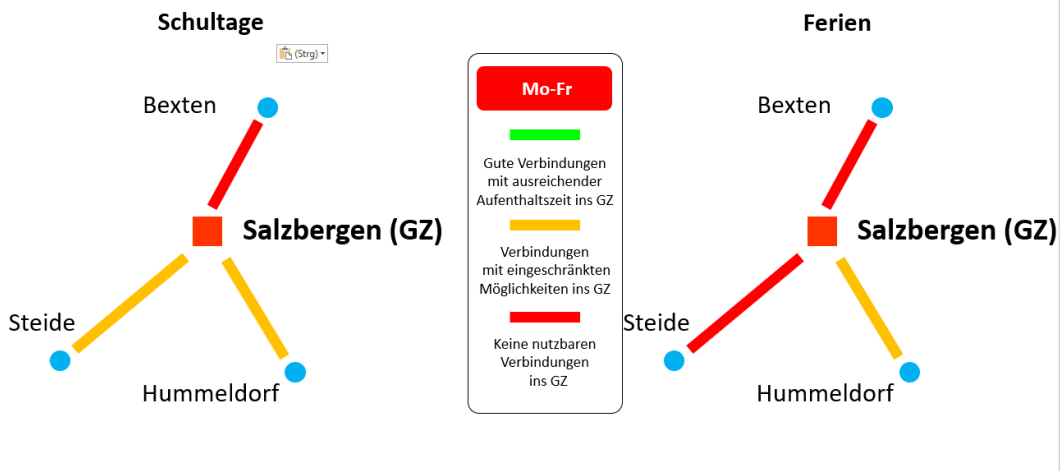 Schultage
(Strg)
Bexten
Salzbergen (GZ)
Steide
Hummeldorf
Mo-Fr
Gute Verbindungen
mit ausreichender
Aufenthaltszeit ins GZ
Verbindungen
mit eingeschränkten
Möglichkeiten ins GZ
Keine nutzbaren
Verbindungen
ins GZ
Ferien
Bexten
Salzbergen (GZ)
Steide
Hummeldorf